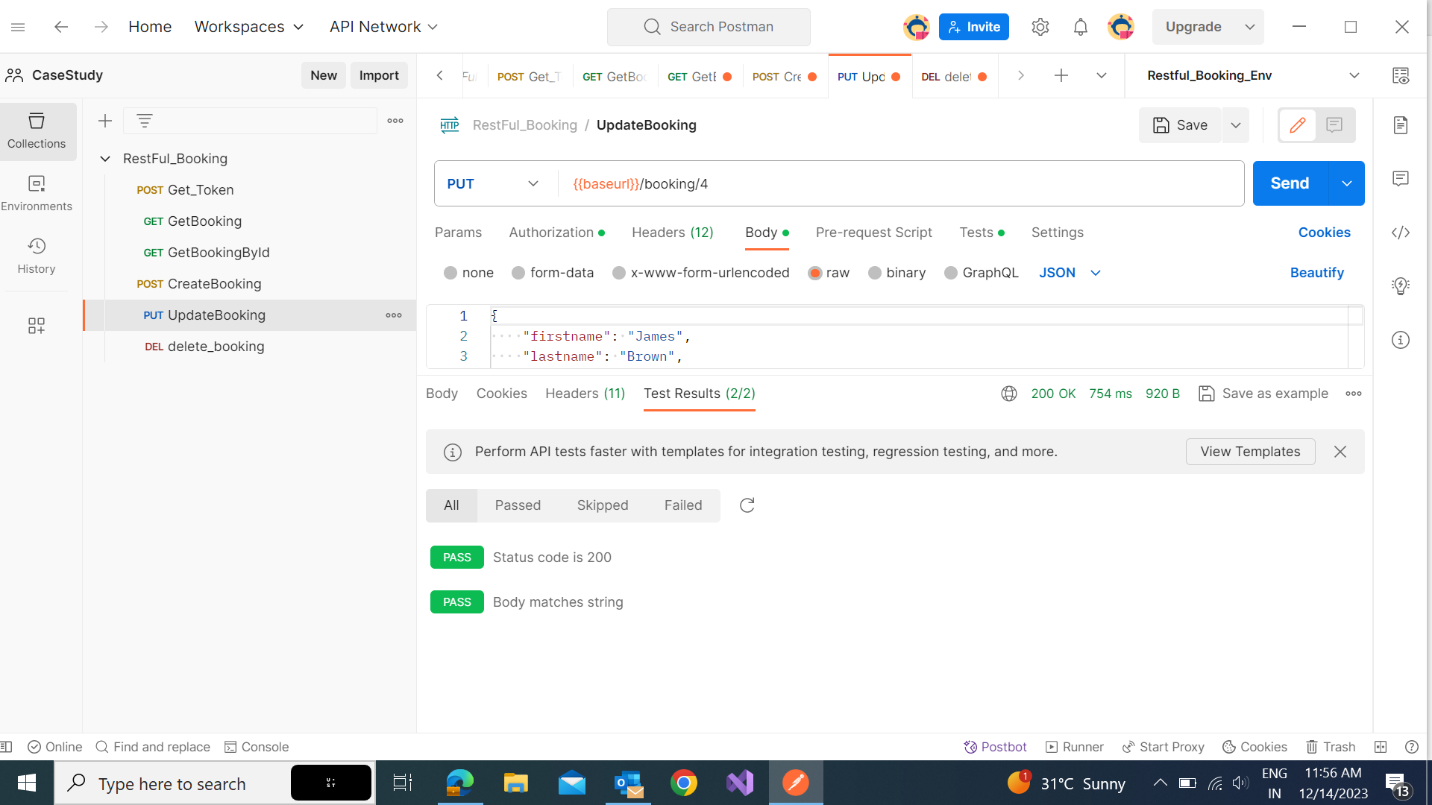 Home Workspaces API Network Search Postman Invite Upgrade
CaseStudy New Import POST Get_T GET GetBo GET GetE POST Cre PUT Upd DEL delet Restful_Booking_Env
HTTP RestFul_Booking / UpdateBooking Save
Collections
RestFul_Booking
PUT {{baseurl}}/booking/4 Send
POST Get_Token
Environments
GET GetBooking
Params Authorization Headers (12) Body Pre-request Script Tests Settings Cookies
GET GetBookingById
History
none form-data x-www-form-urlencoded raw binary GraphQL JSON Beautify
POST CreateBooking
PUT UpdateBooking
1 {
2 "firstname": "James",
DEL delete_booking
3 "lastname": "Brown",
Body Cookies Headers (11) Test Results (2/2) 200 OK 754 ms 920 B Save as example
Perform API tests faster with templates for integration testing, regression testing, and more. View Templates
All Passed Skipped Failed
PASS Status code is 200
PASS Body matches string
Online Find and replace Console Postbot Runner Start Proxy Cookies Trash
Type here to search 1 31°C Sunny ENG 11:56 AM
IN 12/14/2023 13